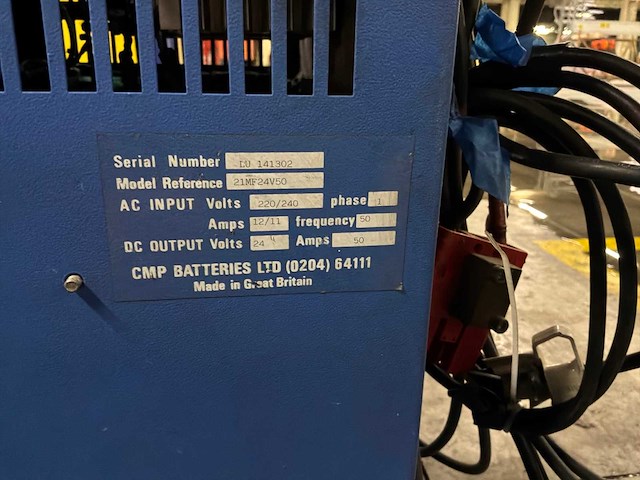 Serial Number LU 141302
Model Reference 21MF24V50
AC INPUT Volts 220/240 phase 1
Amps 12/11 frequency 50
DC OUTPUT Volts 24 Amps 50
CMP BATTERIES LTD (0204) 64111
Made in Great Britain